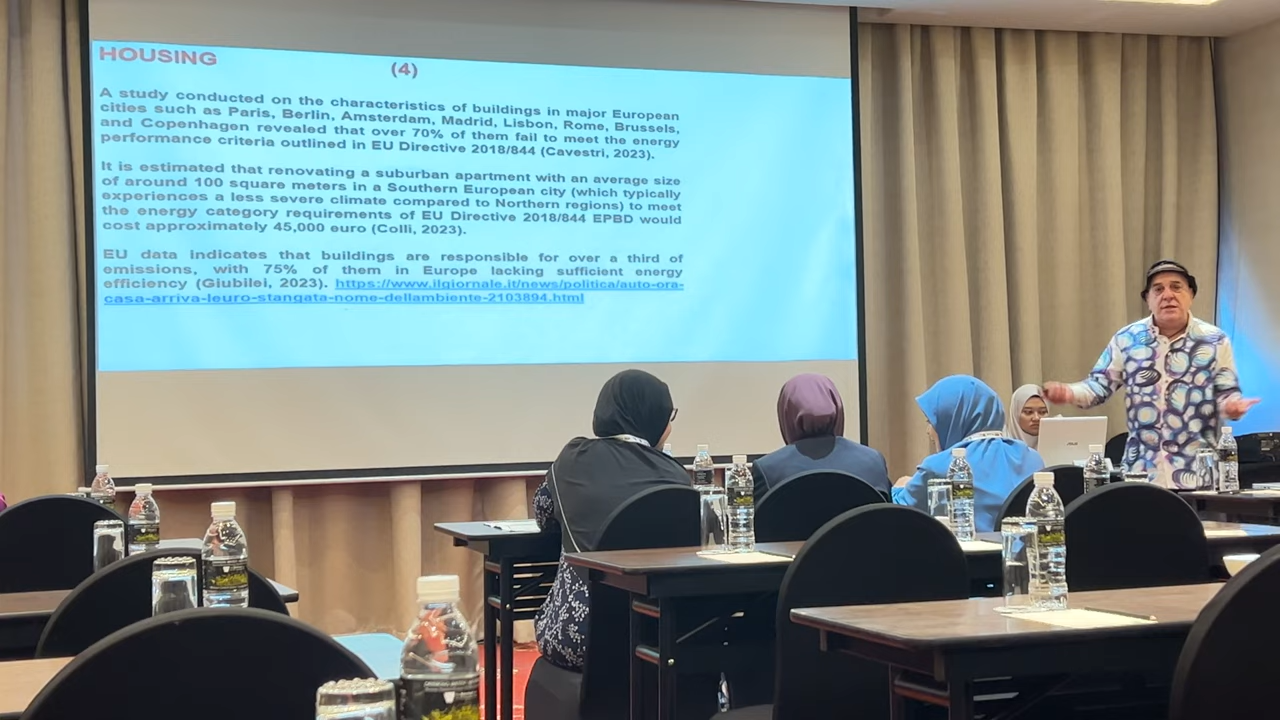 HOUSING
(4)
A study conducted on the characteristics of buildings in major European
cities such as Paris, Berlin, Amsterdam, Madrid, Lisbon, Rome, Brussels,
and Copenhagen revealed that over 70% of them fail to meet the energy
performance criteria outlined in EU Directive 2018/844 (Cavestri, 2023).
It is estimated that renovating a suburban apartment with an average size
of around 100 square meters in a Southern European city (which typically
experiences a less severe climate compared to Northern regions) to meet
the energy category requirements of EU Directive 2018/844 EPBD would
cost approximately 45,000 euro (Colli, 2023).
EU data indicates that buildings are responsible for over a third of
emissions, with 75% of them in Europe lacking sufficient energy
efficiency (Giubilei, 2023). https://www.ilgiornale.it/news/politica/auto-ora-
casa-arriva-leuro-stangata-nome-dellambiente-2103894.html